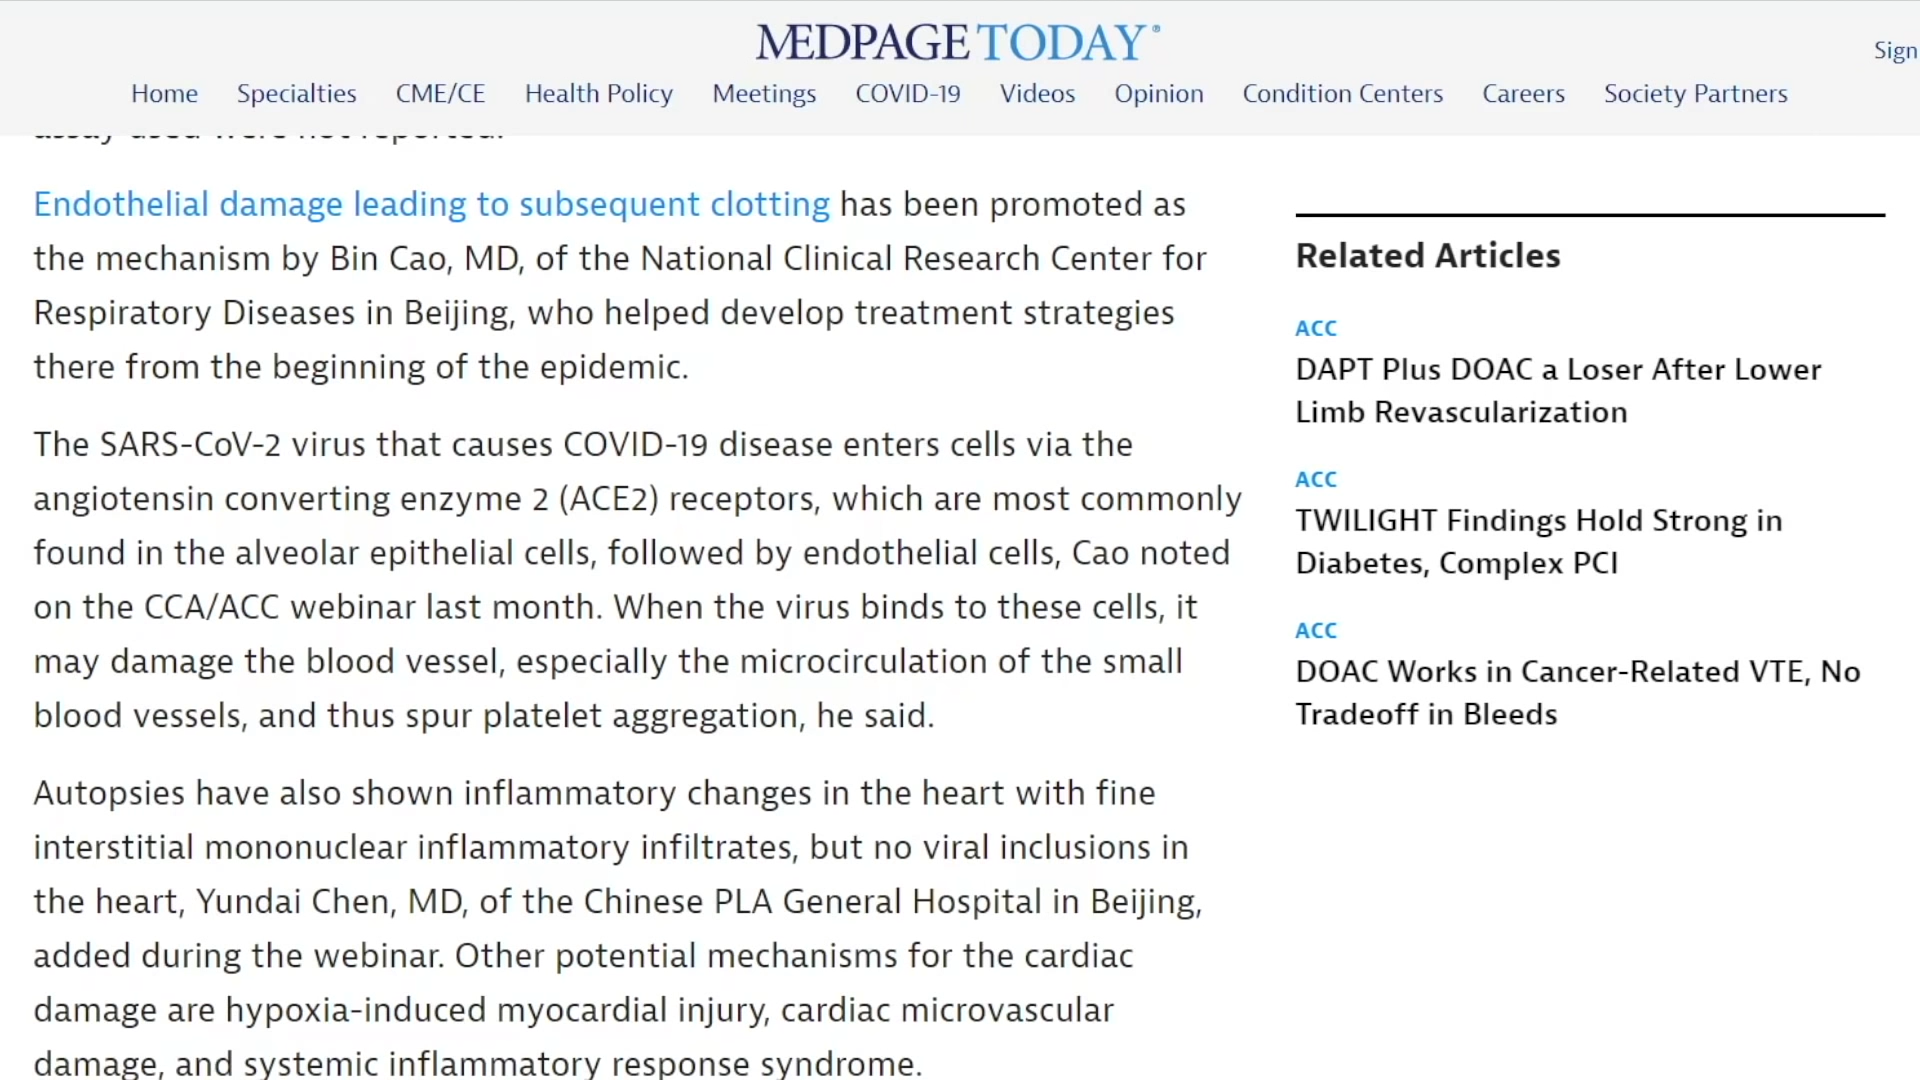 MEDPAGE TODAY®
Sign
Home Specialties CME/CE Health Policy Meetings COVID-19 Videos Opinion Condition Centers Careers Society Partners
assay used were not reported.
Endothelial damage leading to subsequent clotting has been promoted as
the mechanism by Bin Cao, MD, of the National Clinical Research Center for
Respiratory Diseases in Beijing, who helped develop treatment strategies
there from the beginning of the epidemic.
The SARS-CoV-2 virus that causes COVID-19 disease enters cells via the
angiotensin converting enzyme 2 (ACE2) receptors, which are most commonly
found in the alveolar epithelial cells, followed by endothelial cells, Cao noted
on the CCA/ACC webinar last month. When the virus binds to these cells, it
may damage the blood vessel, especially the microcirculation of the small
blood vessels, and thus spur platelet aggregation, he said.
Autopsies have also shown inflammatory changes in the heart with fine
interstitial mononuclear inflammatory infiltrates, but no viral inclusions in
the heart, Yundai Chen, MD, of the Chinese PLA General Hospital in Beijing,
added during the webinar. Other potential mechanisms for the cardiac
damage are hypoxia-induced myocardial injury, cardiac microvascular
damage, and systemic inflammatory response syndrome.
Related Articles
ACC
DAPT Plus DOAC a Loser After Lower
Limb Revascularization
ACC
TWILIGHT Findings Hold Strong in
Diabetes, Complex PCI
ACC
DOAC Works in Cancer-Related VTE, No
Tradeoff in Bleeds